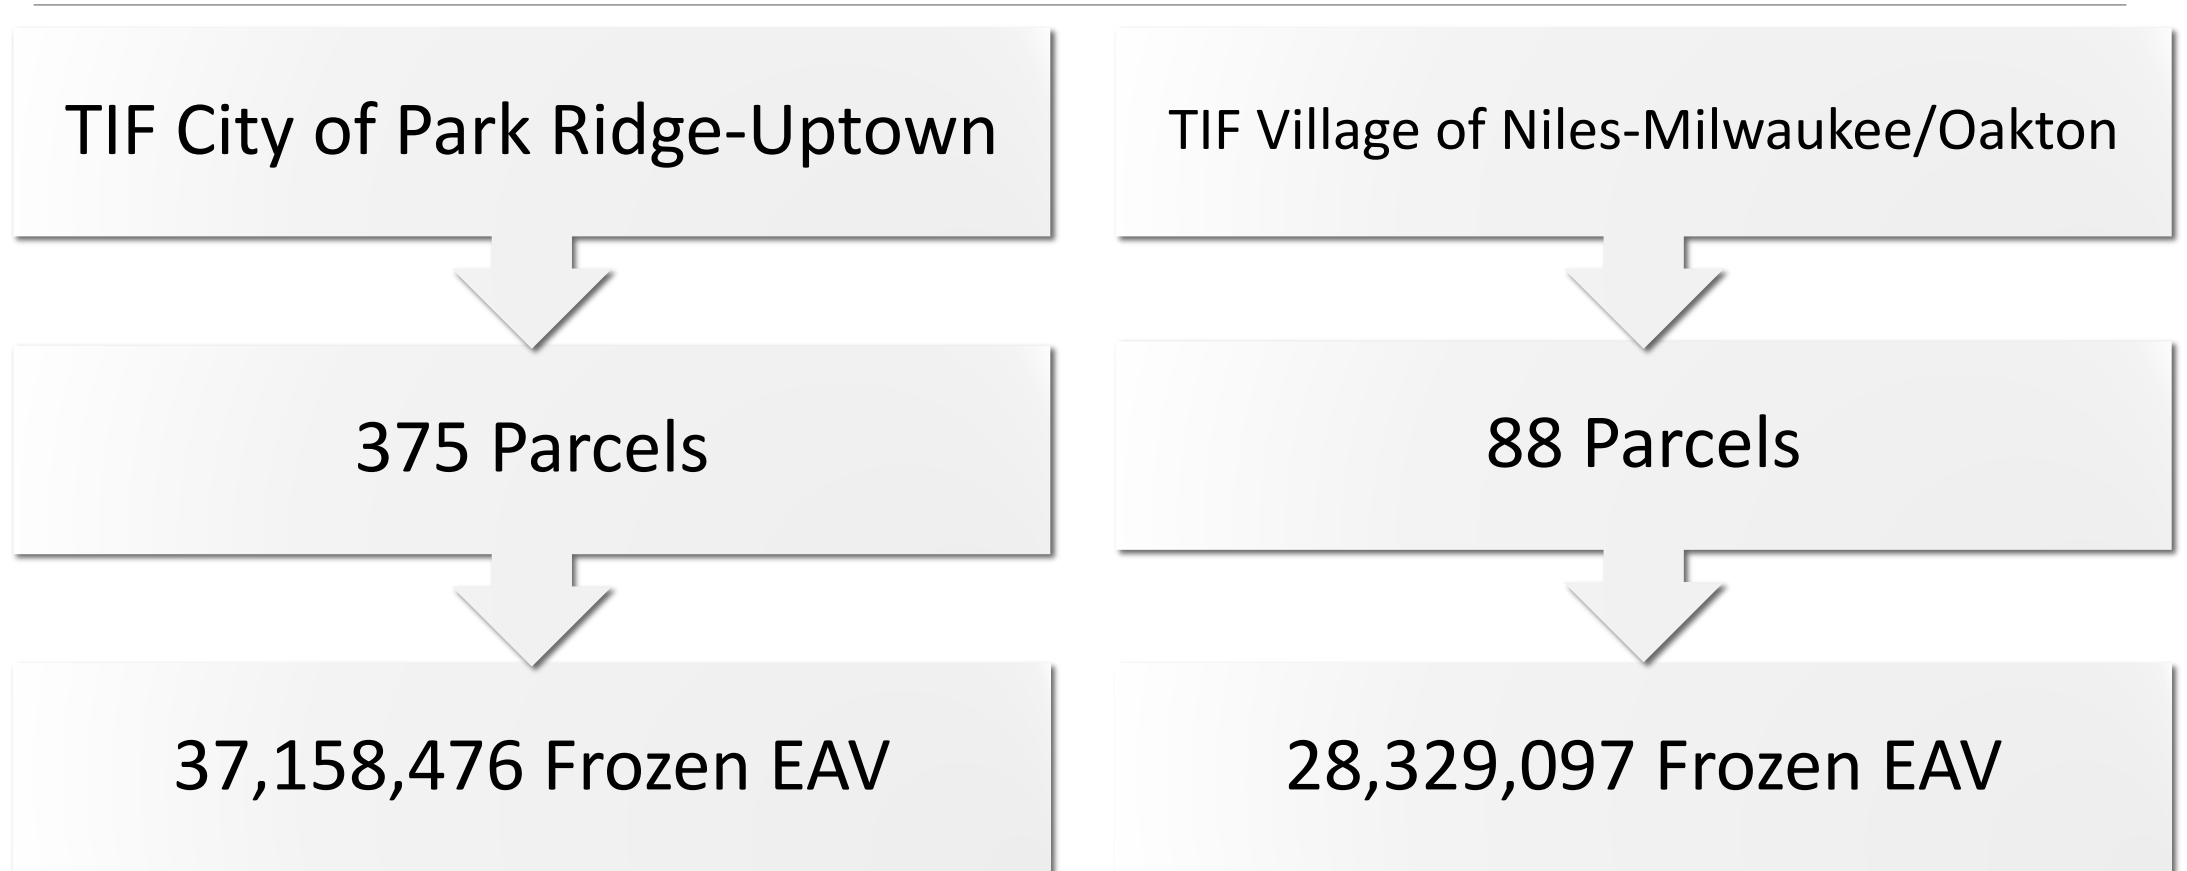 TIF City of Park Ridge-Uptown
375 Parcels
37,158,476 Frozen EAV
TIF Village of Niles-Milwaukee/Oakton
88 Parcels
28,329,097 Frozen EAV